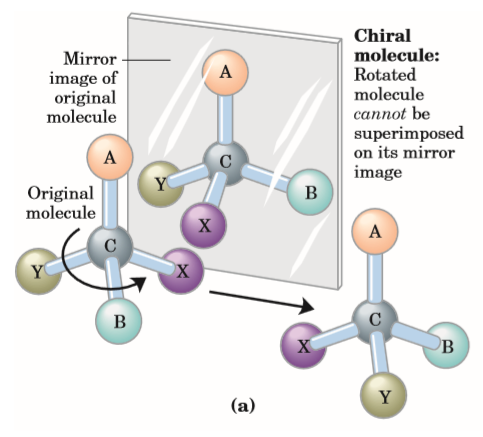 Mirror
image of
original
molecule
Chiral
molecule:
Rotated
molecule
cannot be
superimposed
on its mirror
image
A
C
Y
B
X
Original
molecule
A
C
Y
X
B
A
C
X
B
Y
(a)